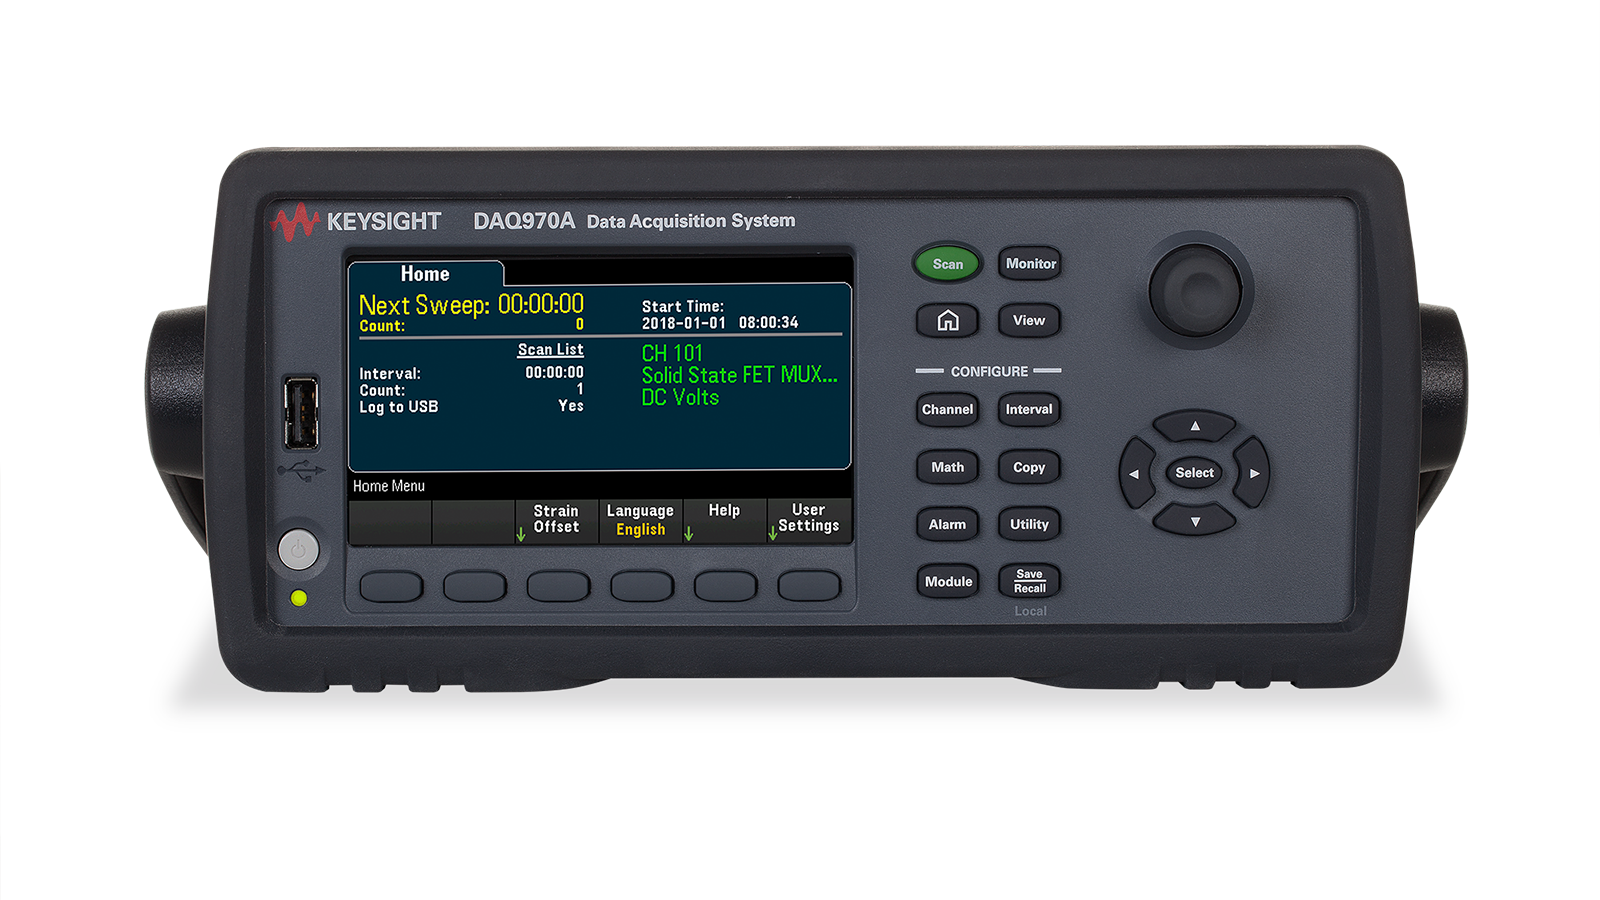 KEYSIGHT DAQ970A Data Acquisition System
Home
Next Sweep: 00:00:00
Count: 0
Start Time:
2018-01-01 08:00:34
Scan List
Interval: 00:00:00
Count: 1
Log to USB Yes
CH 101
Solid State FET MUX...
DC Volts
Home Menu
Strain
Offset
Language
English
Help
User
Settings
Scan Monitor
View
CONFIGURE
Channel Interval
Math Copy
Alarm Utility
Module Save
Recall
Local
Select